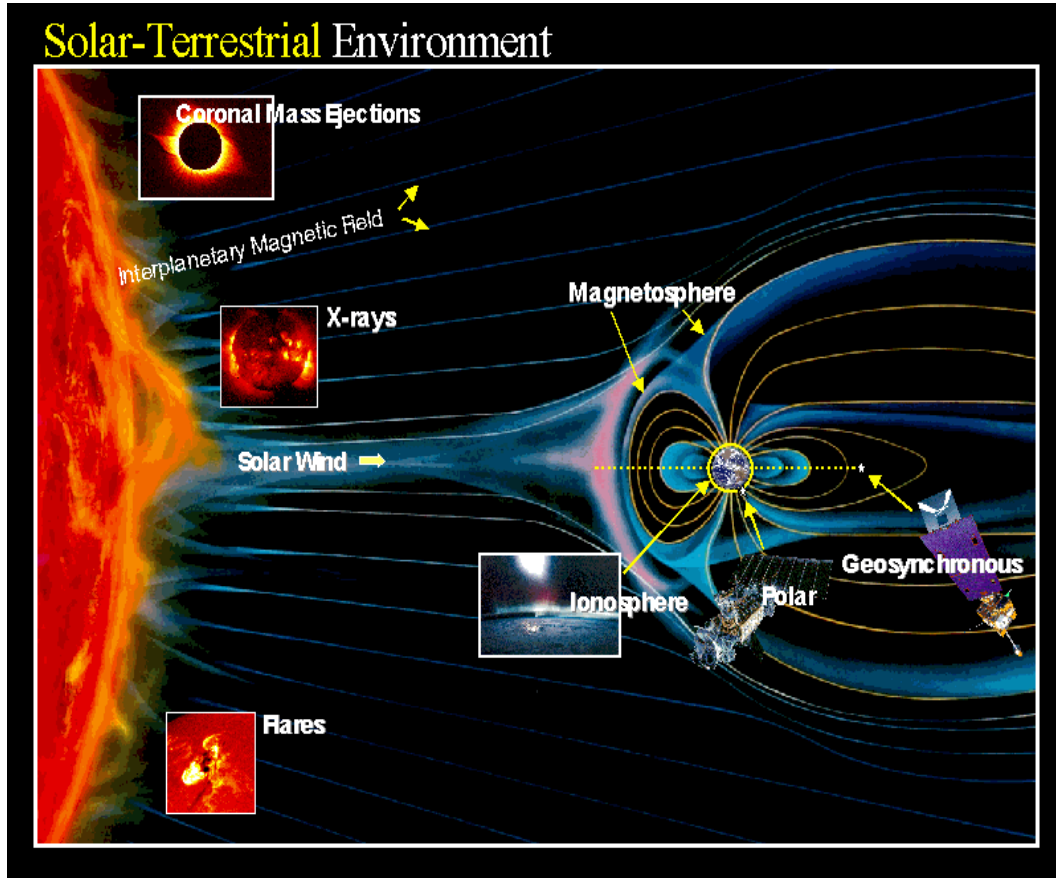 Solar-Terrestrial Environment
Coronal Mass Ejections
Interplanetary Magnetic Field
Magnetosphere
X-rays
Solar Wind
Geosynchronous
Ionosphere
Polar
Flares